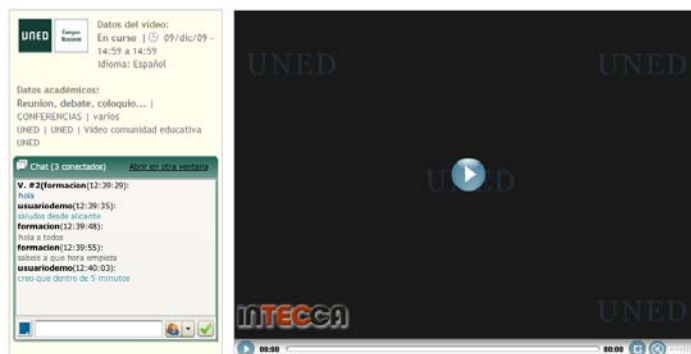 UNED
Campus
Noroeste
Datos del vídeo:
En curso | 09/dic/09 -
14:59 a 14:59
Idioma: Español
Datos académicos:
Reunion, debate, coloquio... |
CONFERENCIAS | varios
UNED | UNED | Video comunidad educativa
UNED
Chat (3 conectados) Abrir en otra ventana
V. #2(formacion(12:39:29):
hola
usuariodemo(12:39:35):
saludos desde alicante
formacion(12:39:48):
hola a todos
formacion(12:39:55):
sabeis a que hora empieza
usuariodemo(12:40:03):
creo que dentro de 5 minutos
UNED UNED
UNED
INTECCA UNED
00:00 00:00